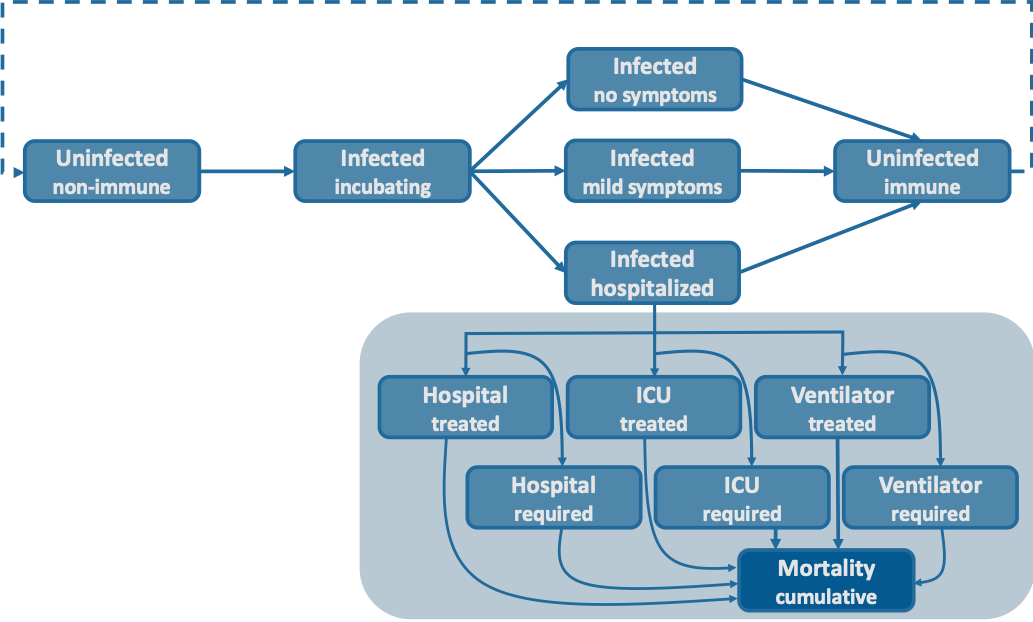 Infected
no symptoms
Uninfected
non-immune
Infected
incubating
Infected
mild symptoms
Uninfected
immune
Infected
hospitalized
Hospital
treated
ICU
treated
Ventilator
treated
Hospital
required
ICU
required
Ventilator
required
Mortality
cumulative